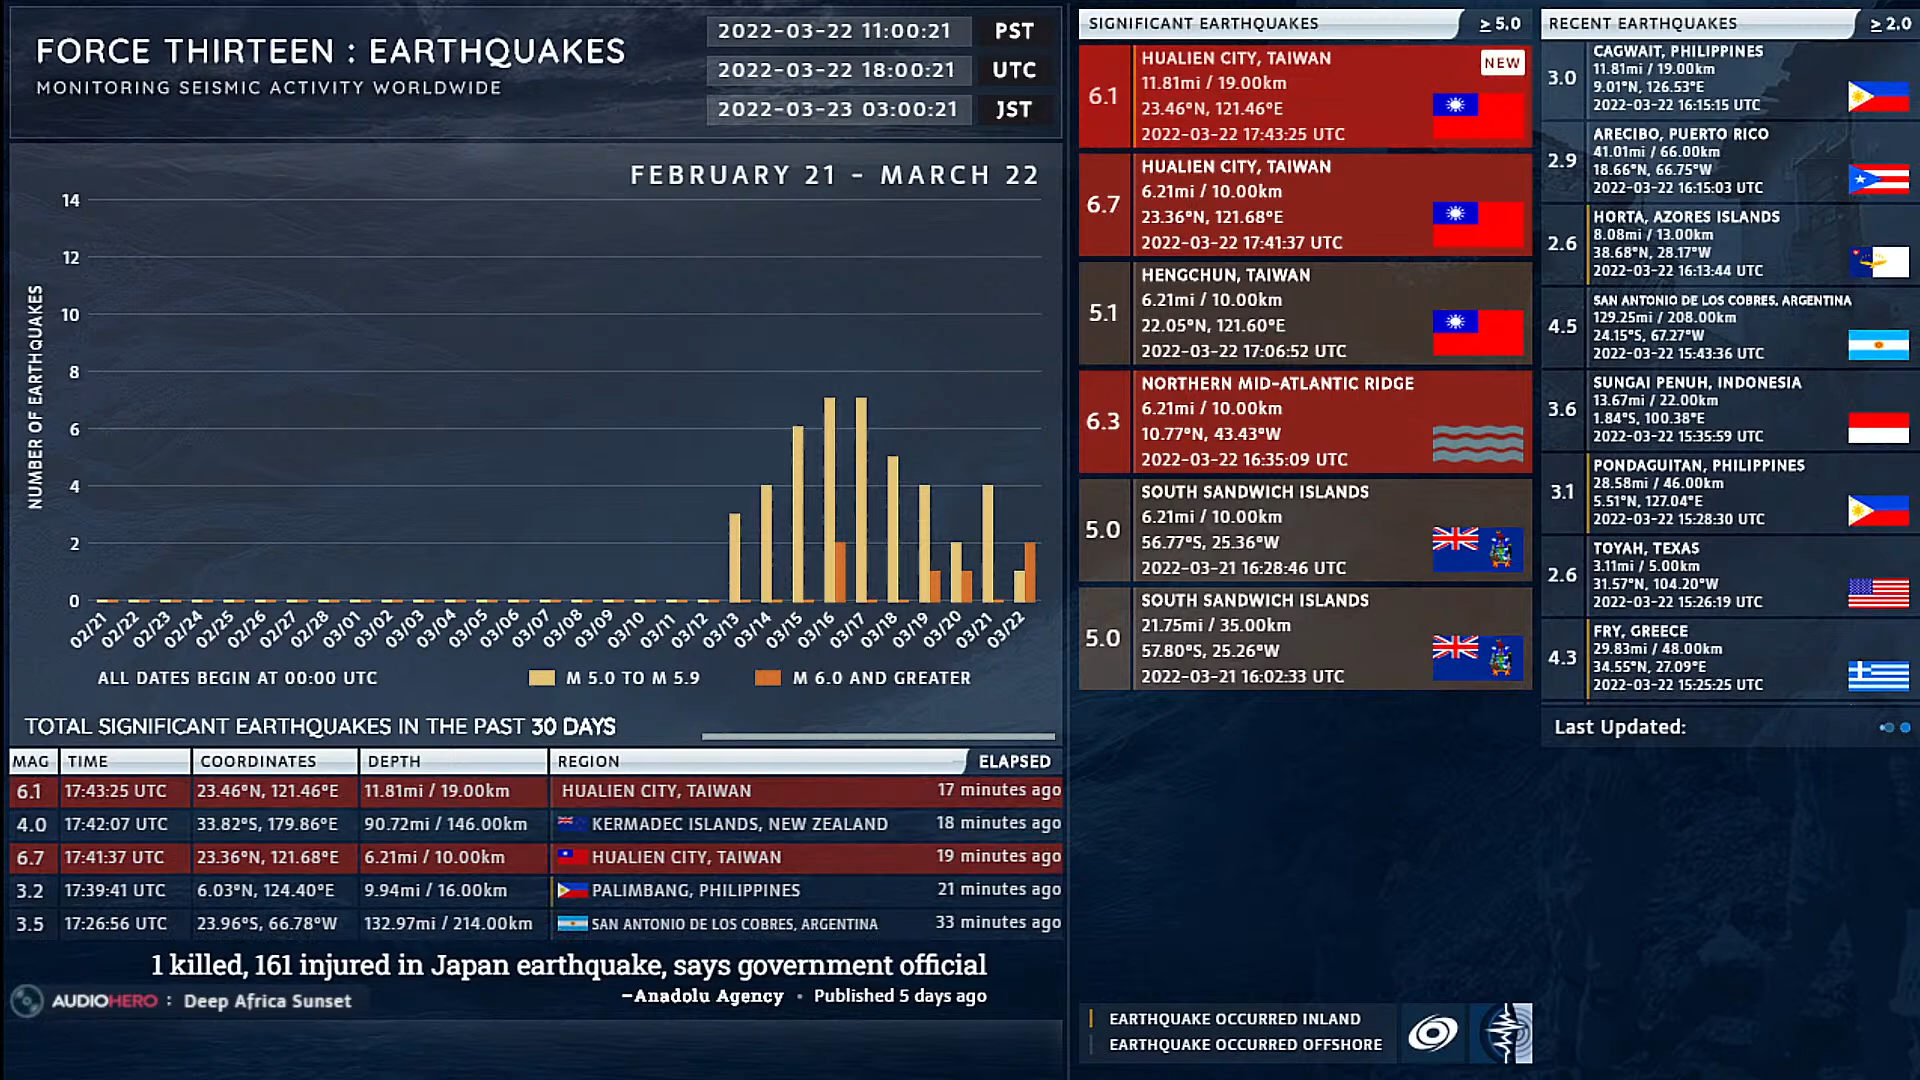 FORCE THIRTEEN : EARTHQUAKES
MONITORING SEISMIC ACTIVITY WORLDWIDE
2022-03-22 11:00:21 PST
2022-03-22 18:00:21 UTC
2022-03-23 03:00:21 JST
FEBRUARY 21 - MARCH 22
NUMBER OF EARTHQUAKES
14
12
10
8
6
4
2
0
02/21 02/22 02/23 02/24 02/25 02/26 02/27 02/28 03/01 03/02 03/03 03/04 03/05 03/06 03/07 03/08 03/09 03/10 03/11 03/12 03/13 03/14 03/15 03/16 03/17 03/18 03/19 03/20 03/21 03/22
ALL DATES BEGIN AT 00:00 UTC M 5.0 TO M 5.9 M 6.0 AND GREATER
TOTAL SIGNIFICANT EARTHQUAKES IN THE PAST 30 DAYS
MAG TIME COORDINATES DEPTH REGION ELAPSED
6.1 17:43:25 UTC 23.46°N, 121.46°E 11.81mi / 19.00km HUALIEN CITY, TAIWAN 17 minutes ago
4.0 17:42:07 UTC 33.82°S, 179.86°E 90.72mi / 146.00km KERMADEC ISLANDS, NEW ZEALAND 18 minutes ago
6.7 17:41:37 UTC 23.36°N, 121.68°E 6.21mi / 10.00km HUALIEN CITY, TAIWAN 19 minutes ago
3.2 17:39:41 UTC 6.03°N, 124.40°E 9.94mi / 16.00km PALIMBANG, PHILIPPINES 21 minutes ago
3.5 17:26:56 UTC 23.96°S, 66.78°W 132.97mi / 214.00km SAN ANTONIO DE LOS COBRES, ARGENTINA 33 minutes ago
1 killed, 161 injured in Japan earthquake, says government official
–Anadolu Agency • Published 5 days ago
AUDIOHERO : Deep Africa Sunset
SIGNIFICANT EARTHQUAKES ≥ 5.0
6.1
HUALIEN CITY, TAIWAN
NEW
11.81mi / 19.00km
23.46°N, 121.46°E
2022-03-22 17:43:25 UTC
6.7
HUALIEN CITY, TAIWAN
6.21mi / 10.00km
23.36°N, 121.68°E
2022-03-22 17:41:37 UTC
5.1
HENGCHUN, TAIWAN
6.21mi / 10.00km
22.05°N, 121.60°E
2022-03-22 17:06:52 UTC
6.3
NORTHERN MID-ATLANTIC RIDGE
6.21mi / 10.00km
10.77°N, 43.43°W
2022-03-22 16:35:09 UTC
5.0
SOUTH SANDWICH ISLANDS
6.21mi / 10.00km
56.77°S, 25.36°W
2022-03-21 16:28:46 UTC
5.0
SOUTH SANDWICH ISLANDS
21.75mi / 35.00km
57.80°S, 25.26°W
2022-03-21 16:02:33 UTC
EARTHQUAKE OCCURRED INLAND
EARTHQUAKE OCCURRED OFFSHORE
RECENT EARTHQUAKES ≥ 2.0
3.0
CAGWAIT, PHILIPPINES
11.81mi / 19.00km
9.01°N, 126.53°E
2022-03-22 16:15:15 UTC
2.9
ARECIBO, PUERTO RICO
41.01mi / 66.00km
18.66°N, 66.75°W
2022-03-22 16:15:03 UTC
2.6
HORTA, AZORES ISLANDS
8.08mi / 13.00km
38.68°N, 28.17°W
2022-03-22 16:13:44 UTC
4.5
SAN ANTONIO DE LOS COBRES, ARGENTINA
129.25mi / 208.00km
24.15°S, 67.27°W
2022-03-22 15:43:36 UTC
3.6
SUNGAI PENUH, INDONESIA
13.67mi / 22.00km
1.84°S, 100.38°E
2022-03-22 15:35:59 UTC
3.1
PONDAGUITAN, PHILIPPINES
28.58mi / 46.00km
5.51°N, 127.04°E
2022-03-22 15:28:30 UTC
2.6
TOYAH, TEXAS
3.11mi / 5.00km
31.57°N, 104.20°W
2022-03-22 15:26:19 UTC
4.3
FRY, GREECE
29.83mi / 48.00km
34.55°N, 27.09°E
2022-03-22 15:25:25 UTC
Last Updated: